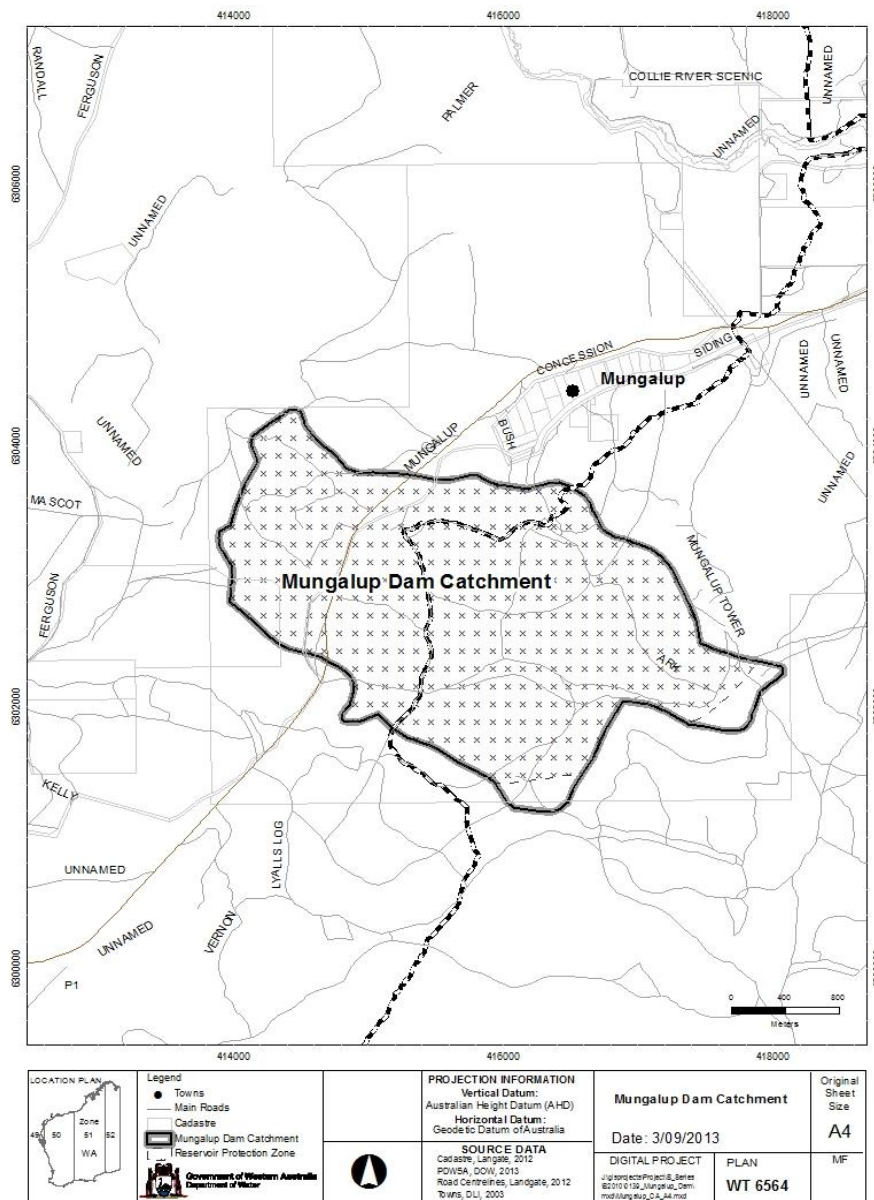 414000 416000 418000
RANDALL
FERGUSON
PALMER
COLLIE RIVER SCENIC
UNNAMED
UNNAMED
6306000
UNNAMED
CONCESSION
SIDING
UNNAMED
UNNAMED
Mungalup
6304000
UNNAMED
MUNGALUP
BUSH
UNNAMED
MASCOT
MUNGALUP TOWER
Mungalup Dam Catchment
FERGUSON
ARK
6302000
KELLY
LYALLS LOG
UNNAMED
VERNON
UNNAMED
6300000
P1
0 400 800
Meters
414000 416000 418000
LOCATION PLAN
Zone
49 50 51 52
WA
Legend
Towns
Main Roads
Cadastre
Mungalup Dam Catchment
Reservoir Protection Zone
Government of Western Australia
Department of Water
PROJECTION INFORMATION
Vertical Datum:
Australian Height Datum (AHD)
Horizontal Datum:
Geodetic Datum of Australia
SOURCE DATA
Cadastre, Langate, 2012
PDWSA, DOW, 2013
Road Centrelines, Landgate, 2012
Towns, DLI, 2003
Mungalup Dam Catchment
Date: 3/09/2013
Original
Sheet
Size
A4
DIGITAL PROJECT
PLAN
WT 6564
MF